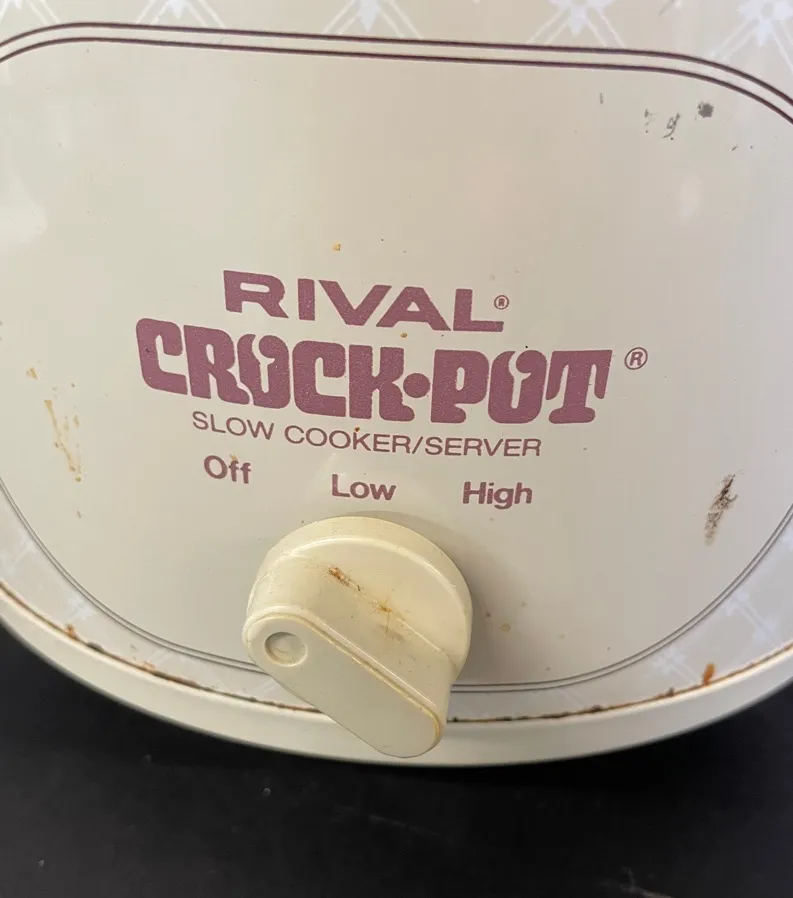 RIVAL®
CROCK•POT®
SLOW COOKER/SERVER
Off Low High